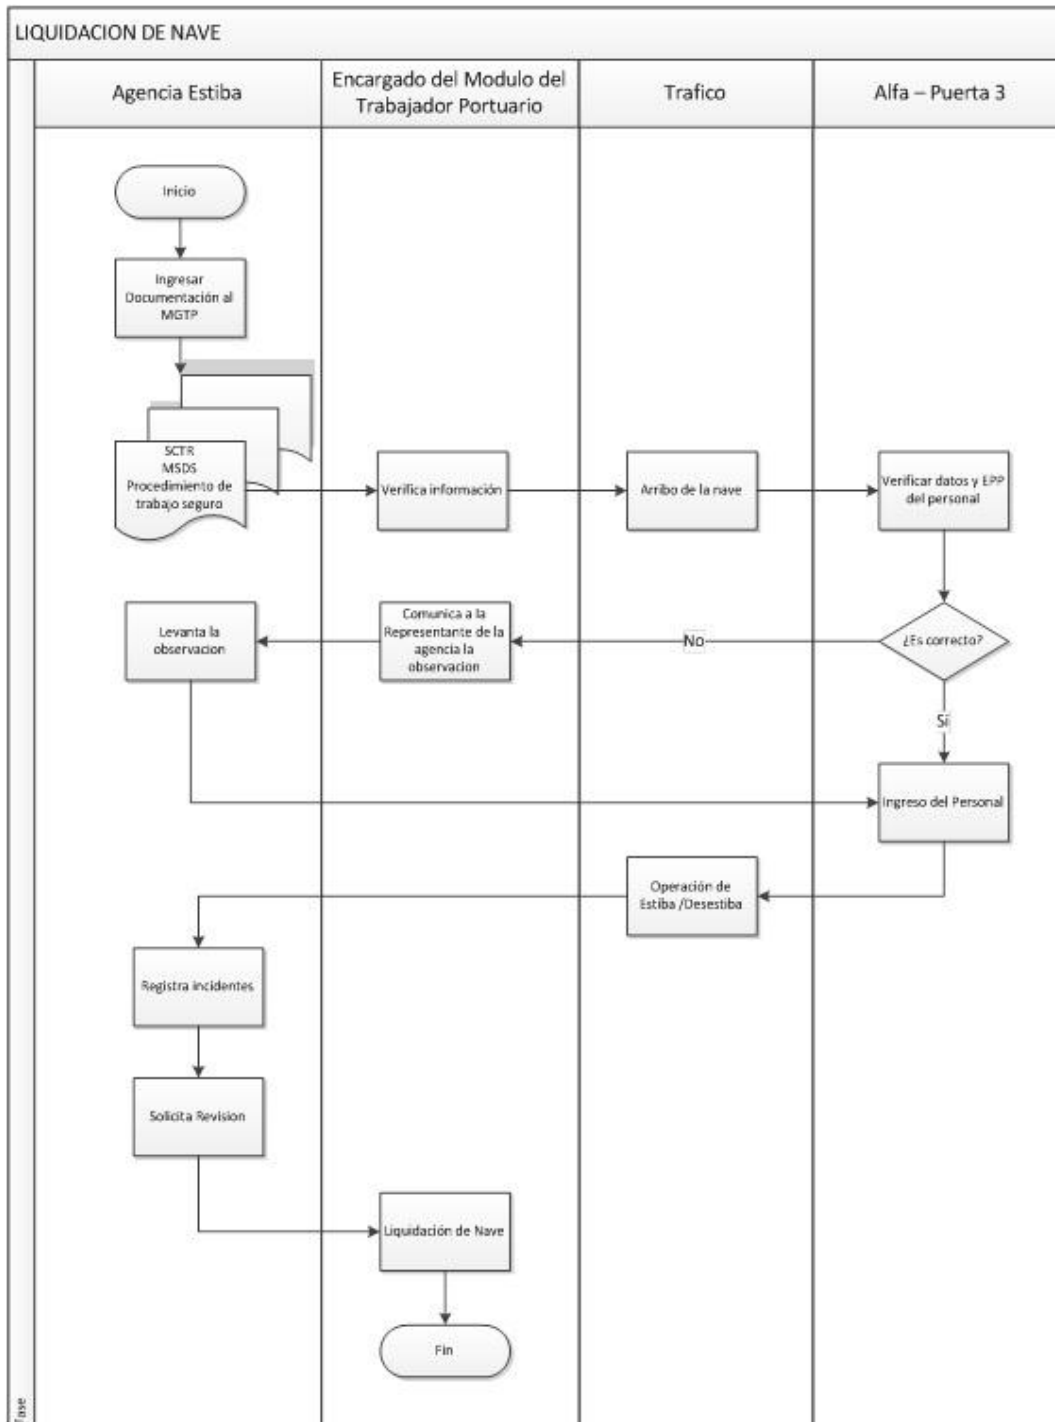 LIQUIDACION DE NAVE
Agencia Estiba
Encargado del Modulo del
Trabajador Portuario
Trafico
Alfa – Puerta 3
Inicio
Ingresar
Documentación al
MGTP
SCTR
MSDS
Procedimiento de
trabajo seguro
Verifica información
Arribo de la nave
Verificar datos y EPP
del personal
¿Es correcto?
No
Comunica a la
Representante de la
agencia la
observacion
Levanta la
observacion
Si
Ingreso del Personal
Operación de
Estiba /Desestiba
Registra incidentes
Solicita Revision
Liquidación de Nave
Fin
Fase